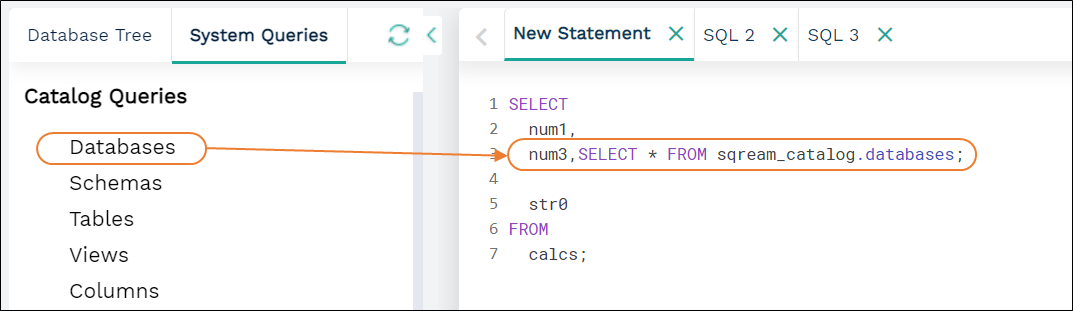 Database Tree
System Queries
Catalog Queries
Databases
Schemas
Tables
Views
Columns
New Statement
SQL 2
SQL 3
1 SELECT
2 num1,
3 num3,SELECT * FROM sqream_catalog.databases;
4
5 str0
6 FROM
7 calcs;